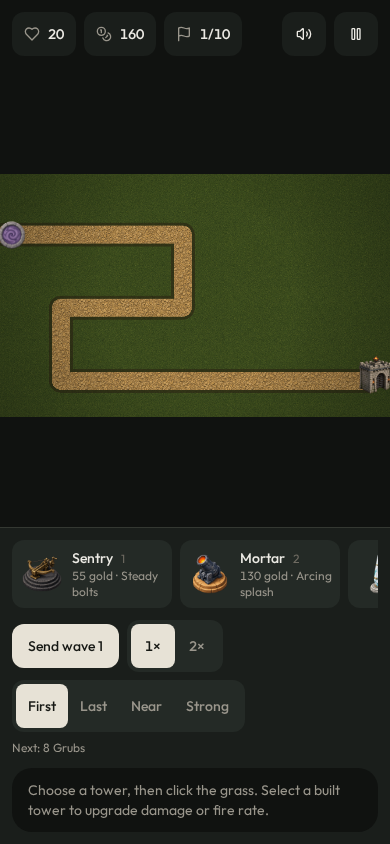 20
160
1/10
Sentry 1
55 gold · Steady
bolts
Mortar 2
130 gold · Arcing
splash
Send wave 1
1×
2×
First
Last
Near
Strong
Next: 8 Grubs
Choose a tower, then click the grass. Select a built
tower to upgrade damage or fire rate.